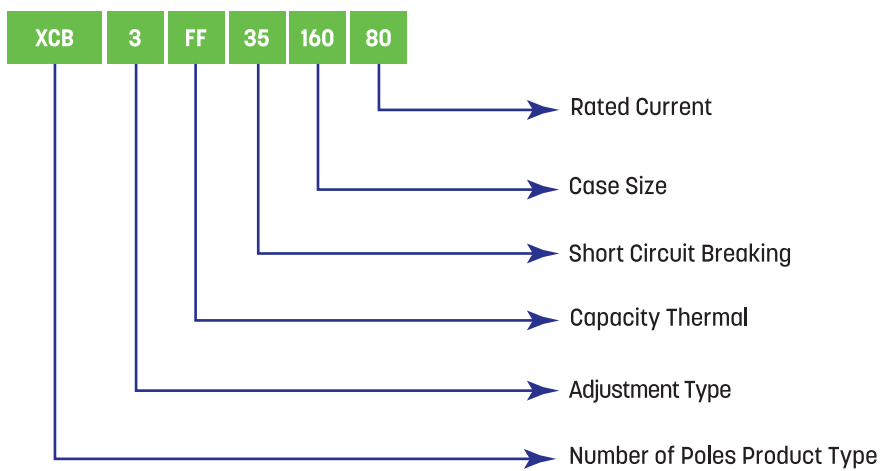 XCB 3 FF 35 160 80
Rated Current
Case Size
Short Circuit Breaking
Capacity Thermal
Adjustment Type
Number of Poles Product Type